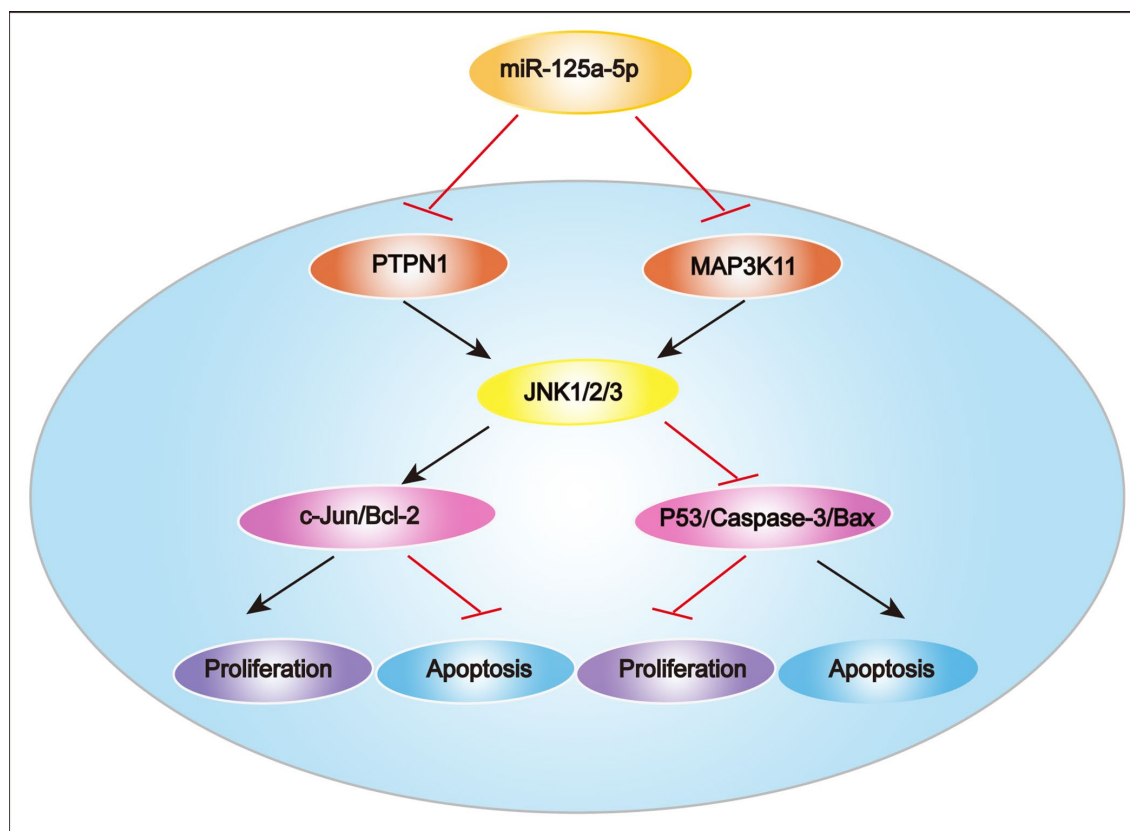 miR-125a-5p
PTPN1
MAP3K11
JNK1/2/3
c-Jun/Bcl-2
P53/Caspase-3/Bax
Proliferation
Apoptosis
Proliferation
Apoptosis